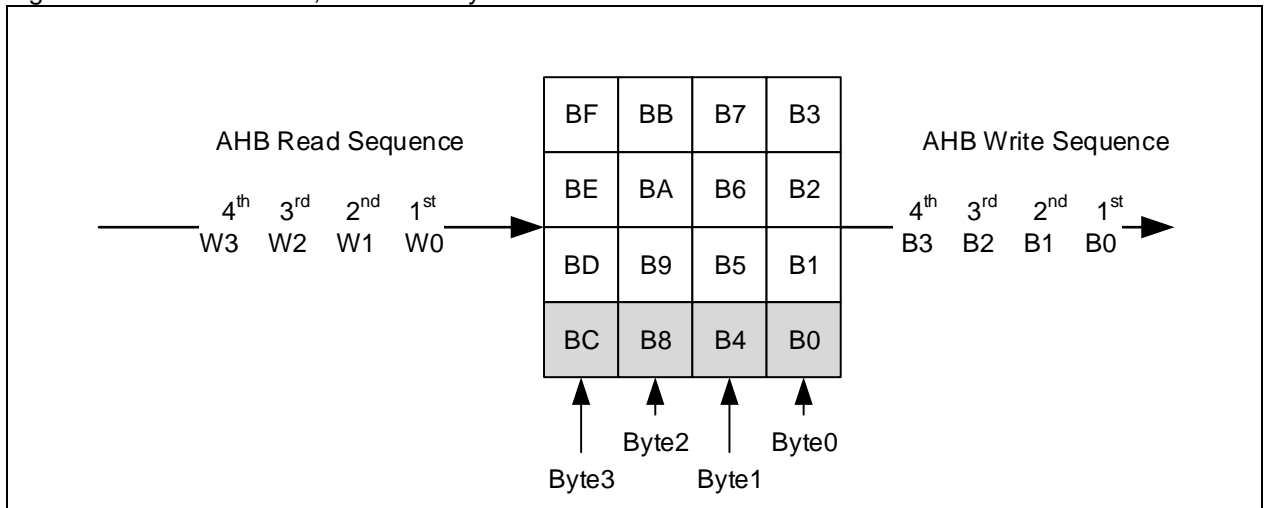 BF BB B7 B3
AHB Read Sequence
AHB Write Sequence
BE BA B6 B2
4th 3rd 2nd 1st
W3 W2 W1 W0
4th 3rd 2nd 1st
B3 B2 B1 B0
BD B9 B5 B1
BC B8 B4 B0
Byte2 Byte0
Byte3 Byte1